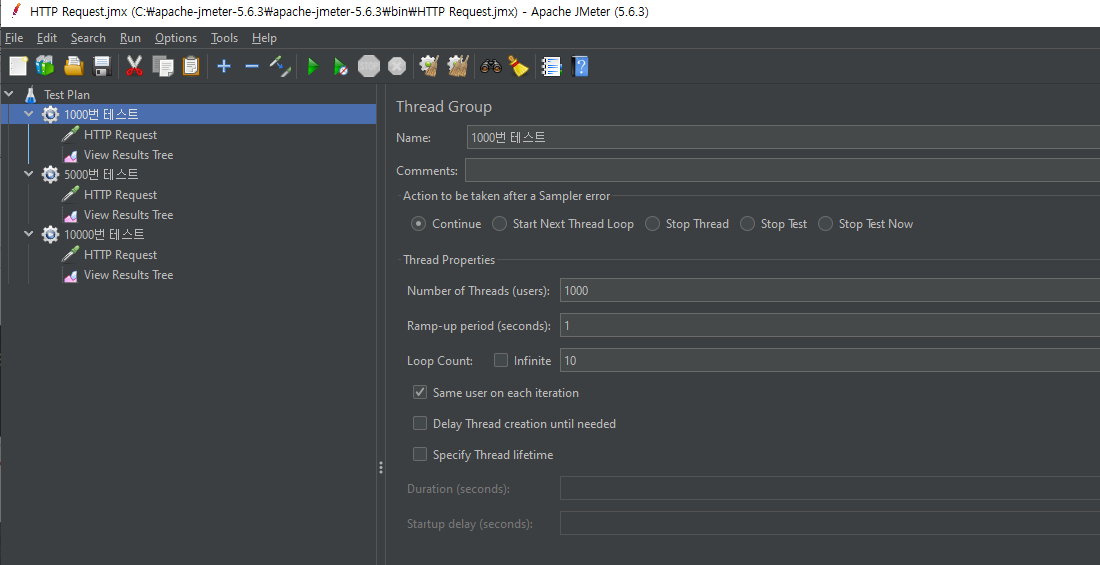 HTTP Request.jmx (C:₩apache-jmeter-5.6.3₩apache-jmeter-5.6.3₩bin₩HTTP Request.jmx) - Apache JMeter (5.6.3)
File Edit Search Run Options Tools Help
STOP
Test Plan
1000번 테스트
HTTP Request
View Results Tree
5000번 테스트
HTTP Request
View Results Tree
10000번 테스트
HTTP Request
View Results Tree
Thread Group
Name: 1000번 테스트
Comments:
Action to be taken after a Sampler error
Continue Start Next Thread Loop Stop Thread Stop Test Stop Test Now
Thread Properties
Number of Threads (users): 1000
Ramp-up period (seconds): 1
Loop Count: Infinite 10
Same user on each iteration
Delay Thread creation until needed
Specify Thread lifetime
Duration (seconds):
Startup delay (seconds):